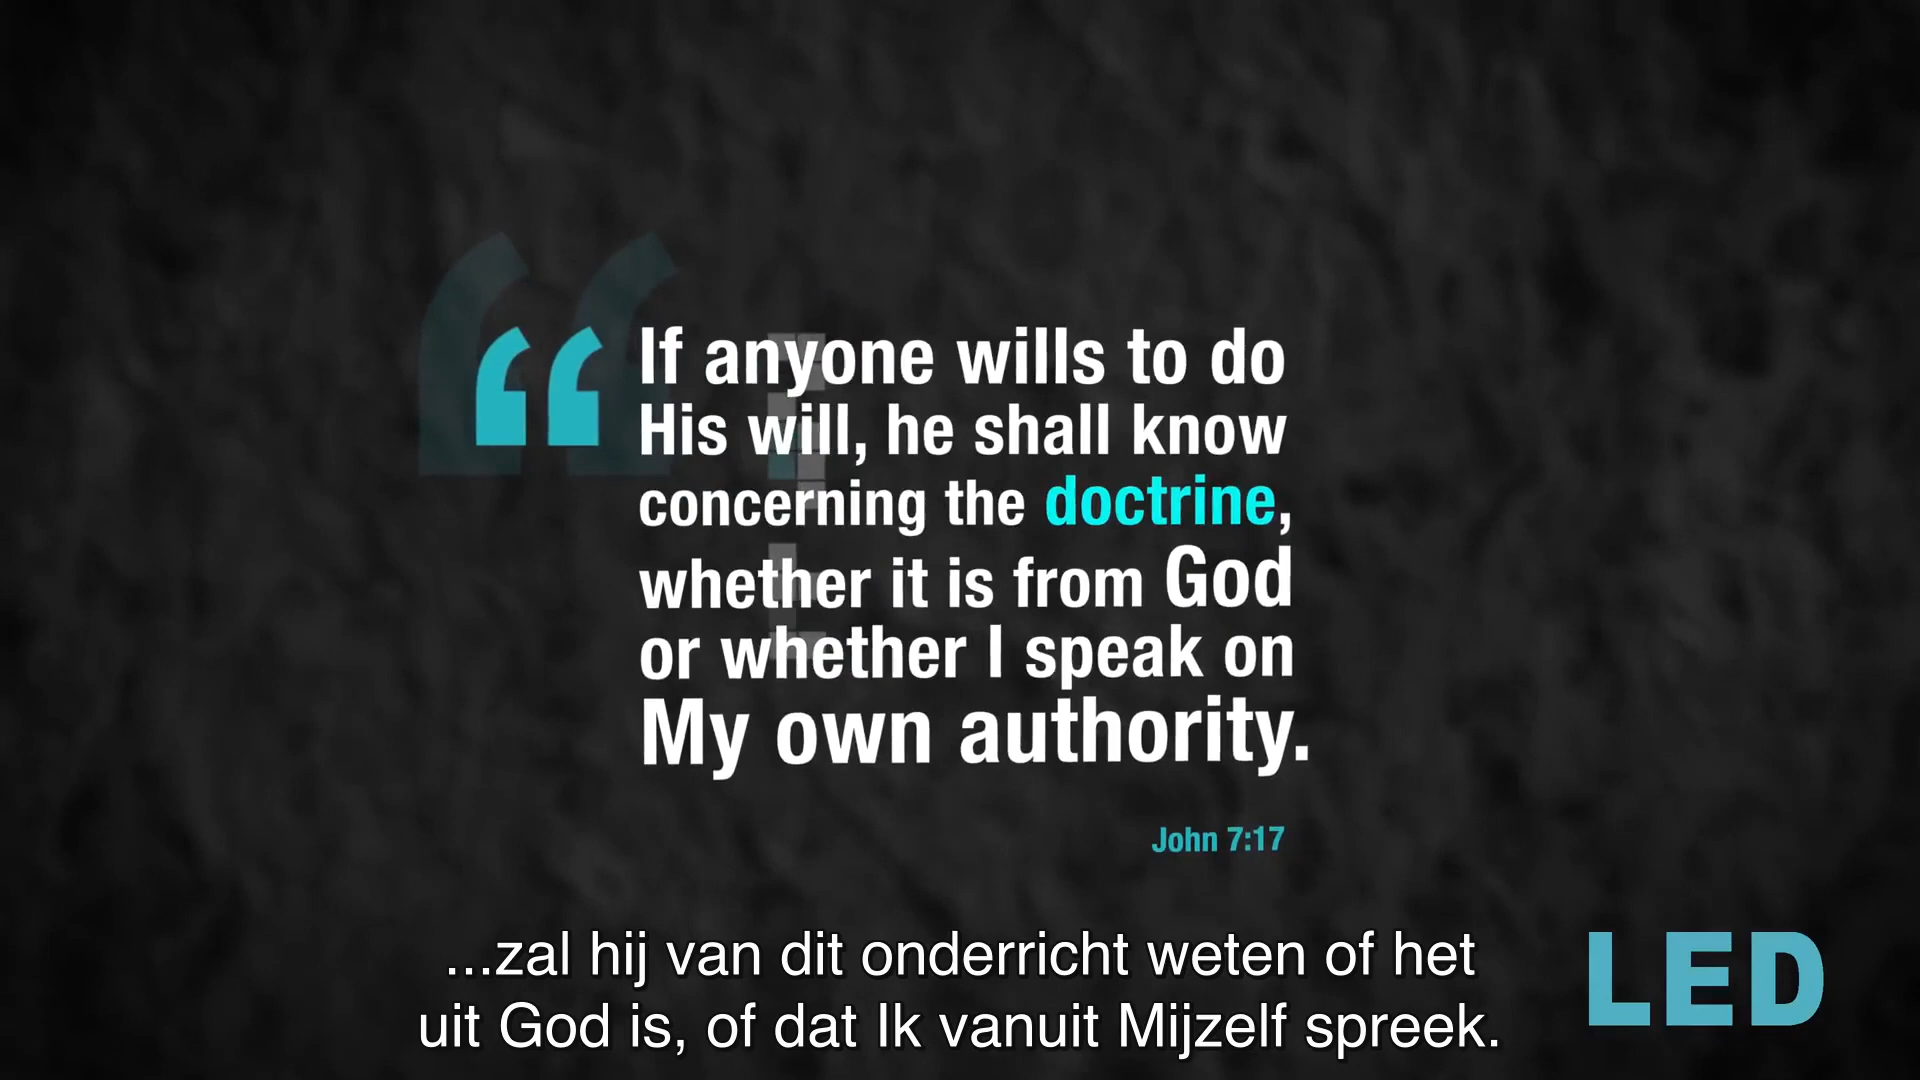 “If anyone wills to do
His will, he shall know
concerning the doctrine,
whether it is from God
or whether I speak on
My own authority.
John 7:17
...zal hij van dit onderricht weten of het
uit God is, of dat Ik vanuit Mijzelf spreek.
LED